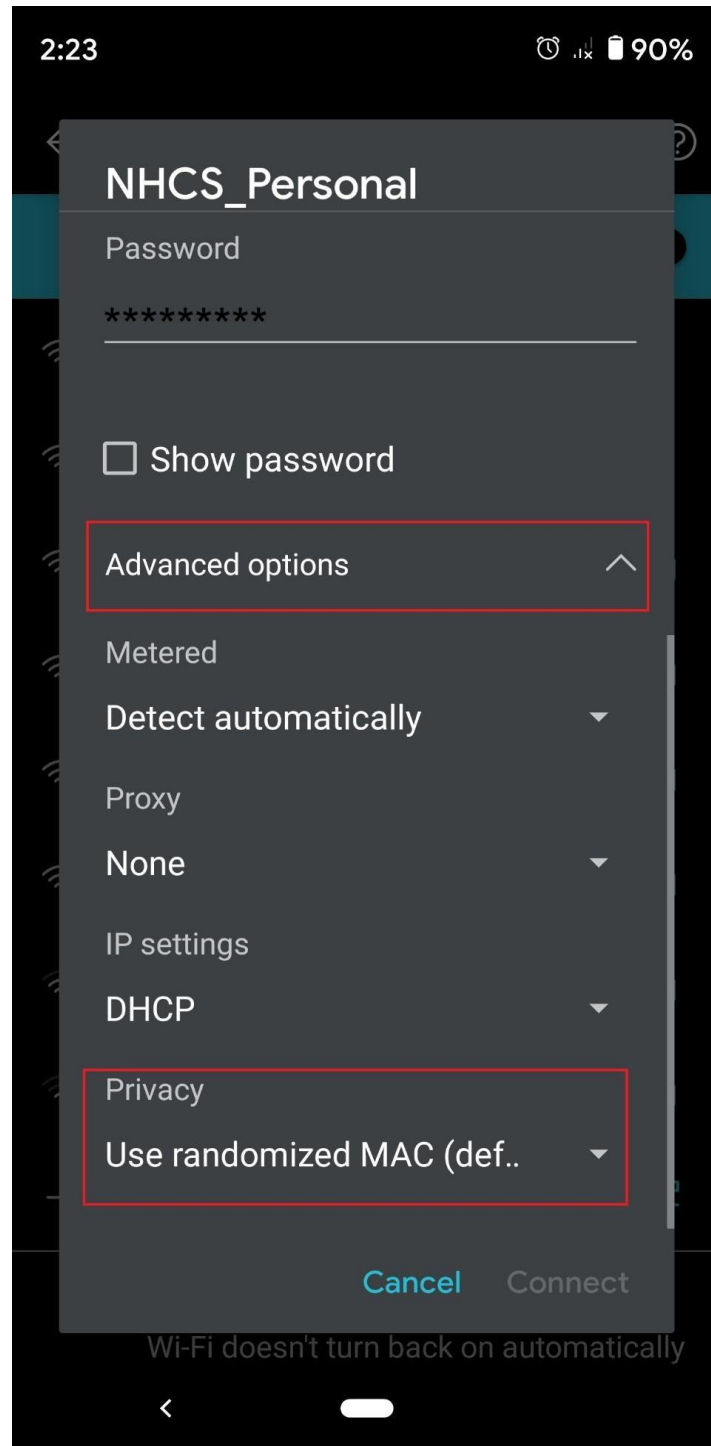 2:23
90%
NHCS_Personal
Password
*********
Show password
Advanced options
Metered
Detect automatically
Proxy
None
IP settings
DHCP
Privacy
Use randomized MAC (def..
Cancel Connect
Wi-Fi doesn't turn back on automatically